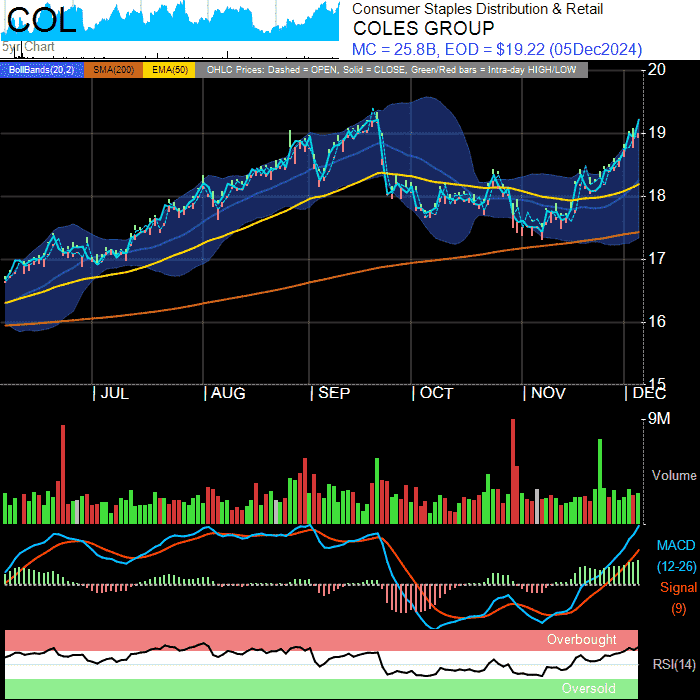 COL
5yr Chart
Consumer Staples Distribution & Retail
COLES GROUP
MC = 25.8B, EOD = $19.22 (05Dec2024)
BollBands(20,2) SMA(200) EMA(50) OHLC Prices: Dashed = OPEN, Solid = CLOSE, Green/Red bars = Intra-day HIGH/LOW
20
19
18
17
16
15
| JUL | AUG | SEP | OCT | NOV | DEC
9M
Volume
MACD
(12-26)
Signal
(9)
Overbought
RSI(14)
Oversold